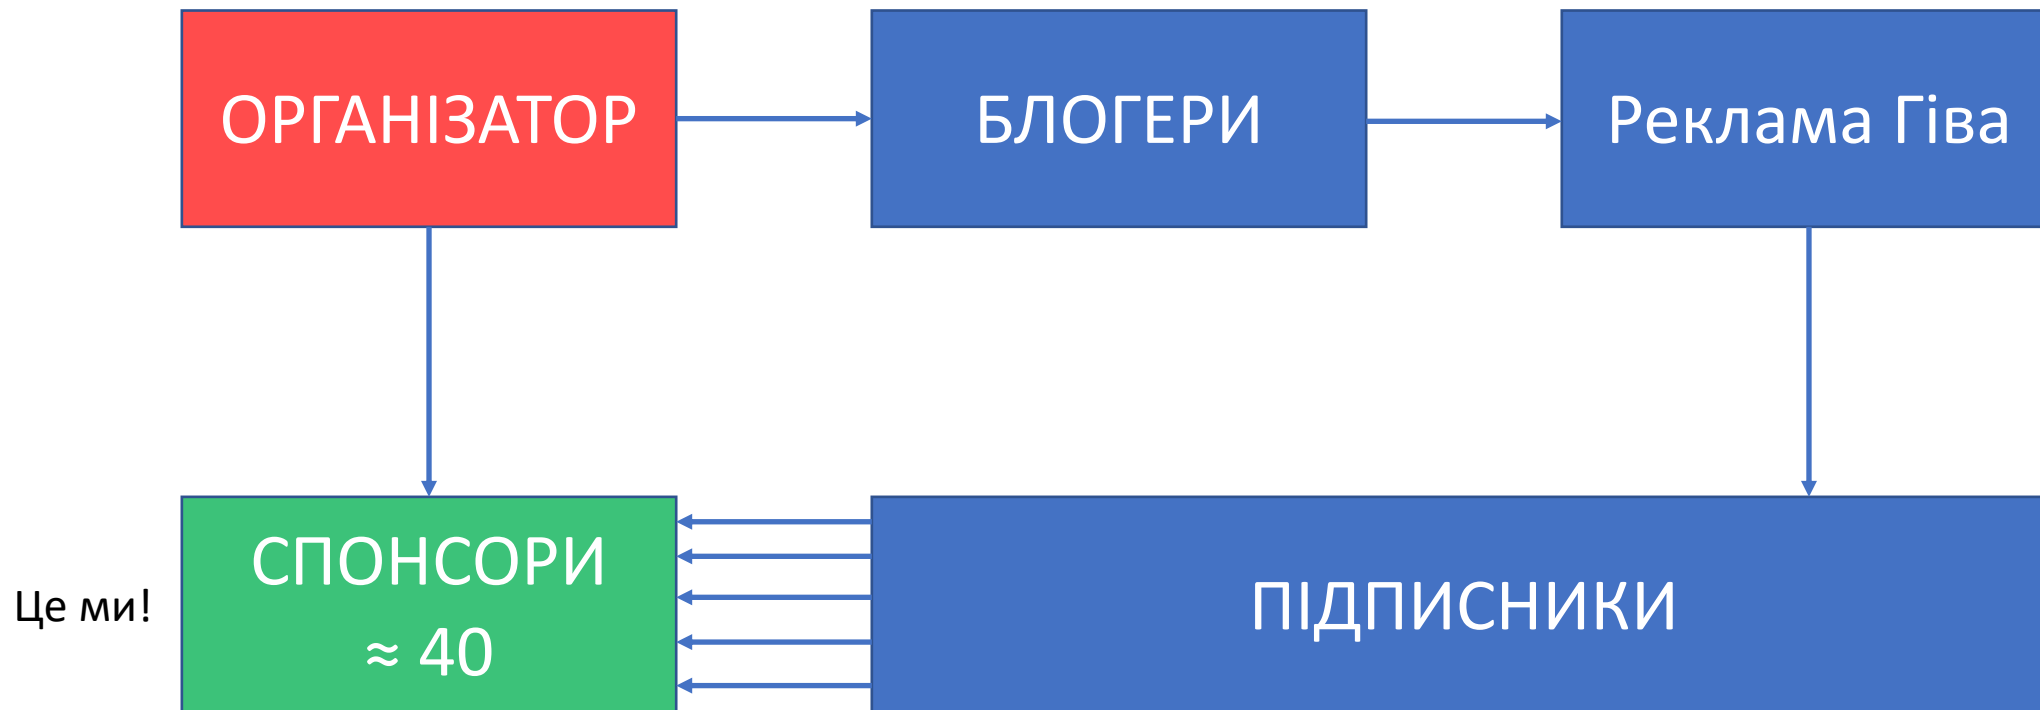 ОРГАНІЗАТОР
БЛОГЕРИ
Реклама Гіва
Це ми!
СПОНСОРИ
≈ 40
ПІДПИСНИКИ